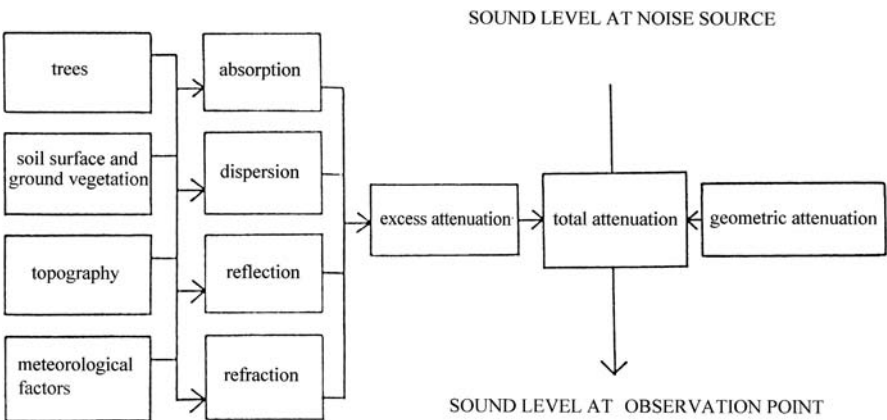 SOUND LEVEL AT NOISE SOURCE
trees
absorption
soil surface and
ground vegetation
dispersion
excess attenuation
total attenuation
geometric attenuation
topography
reflection
meteorological
factors
refraction
SOUND LEVEL AT OBSERVATION POINT